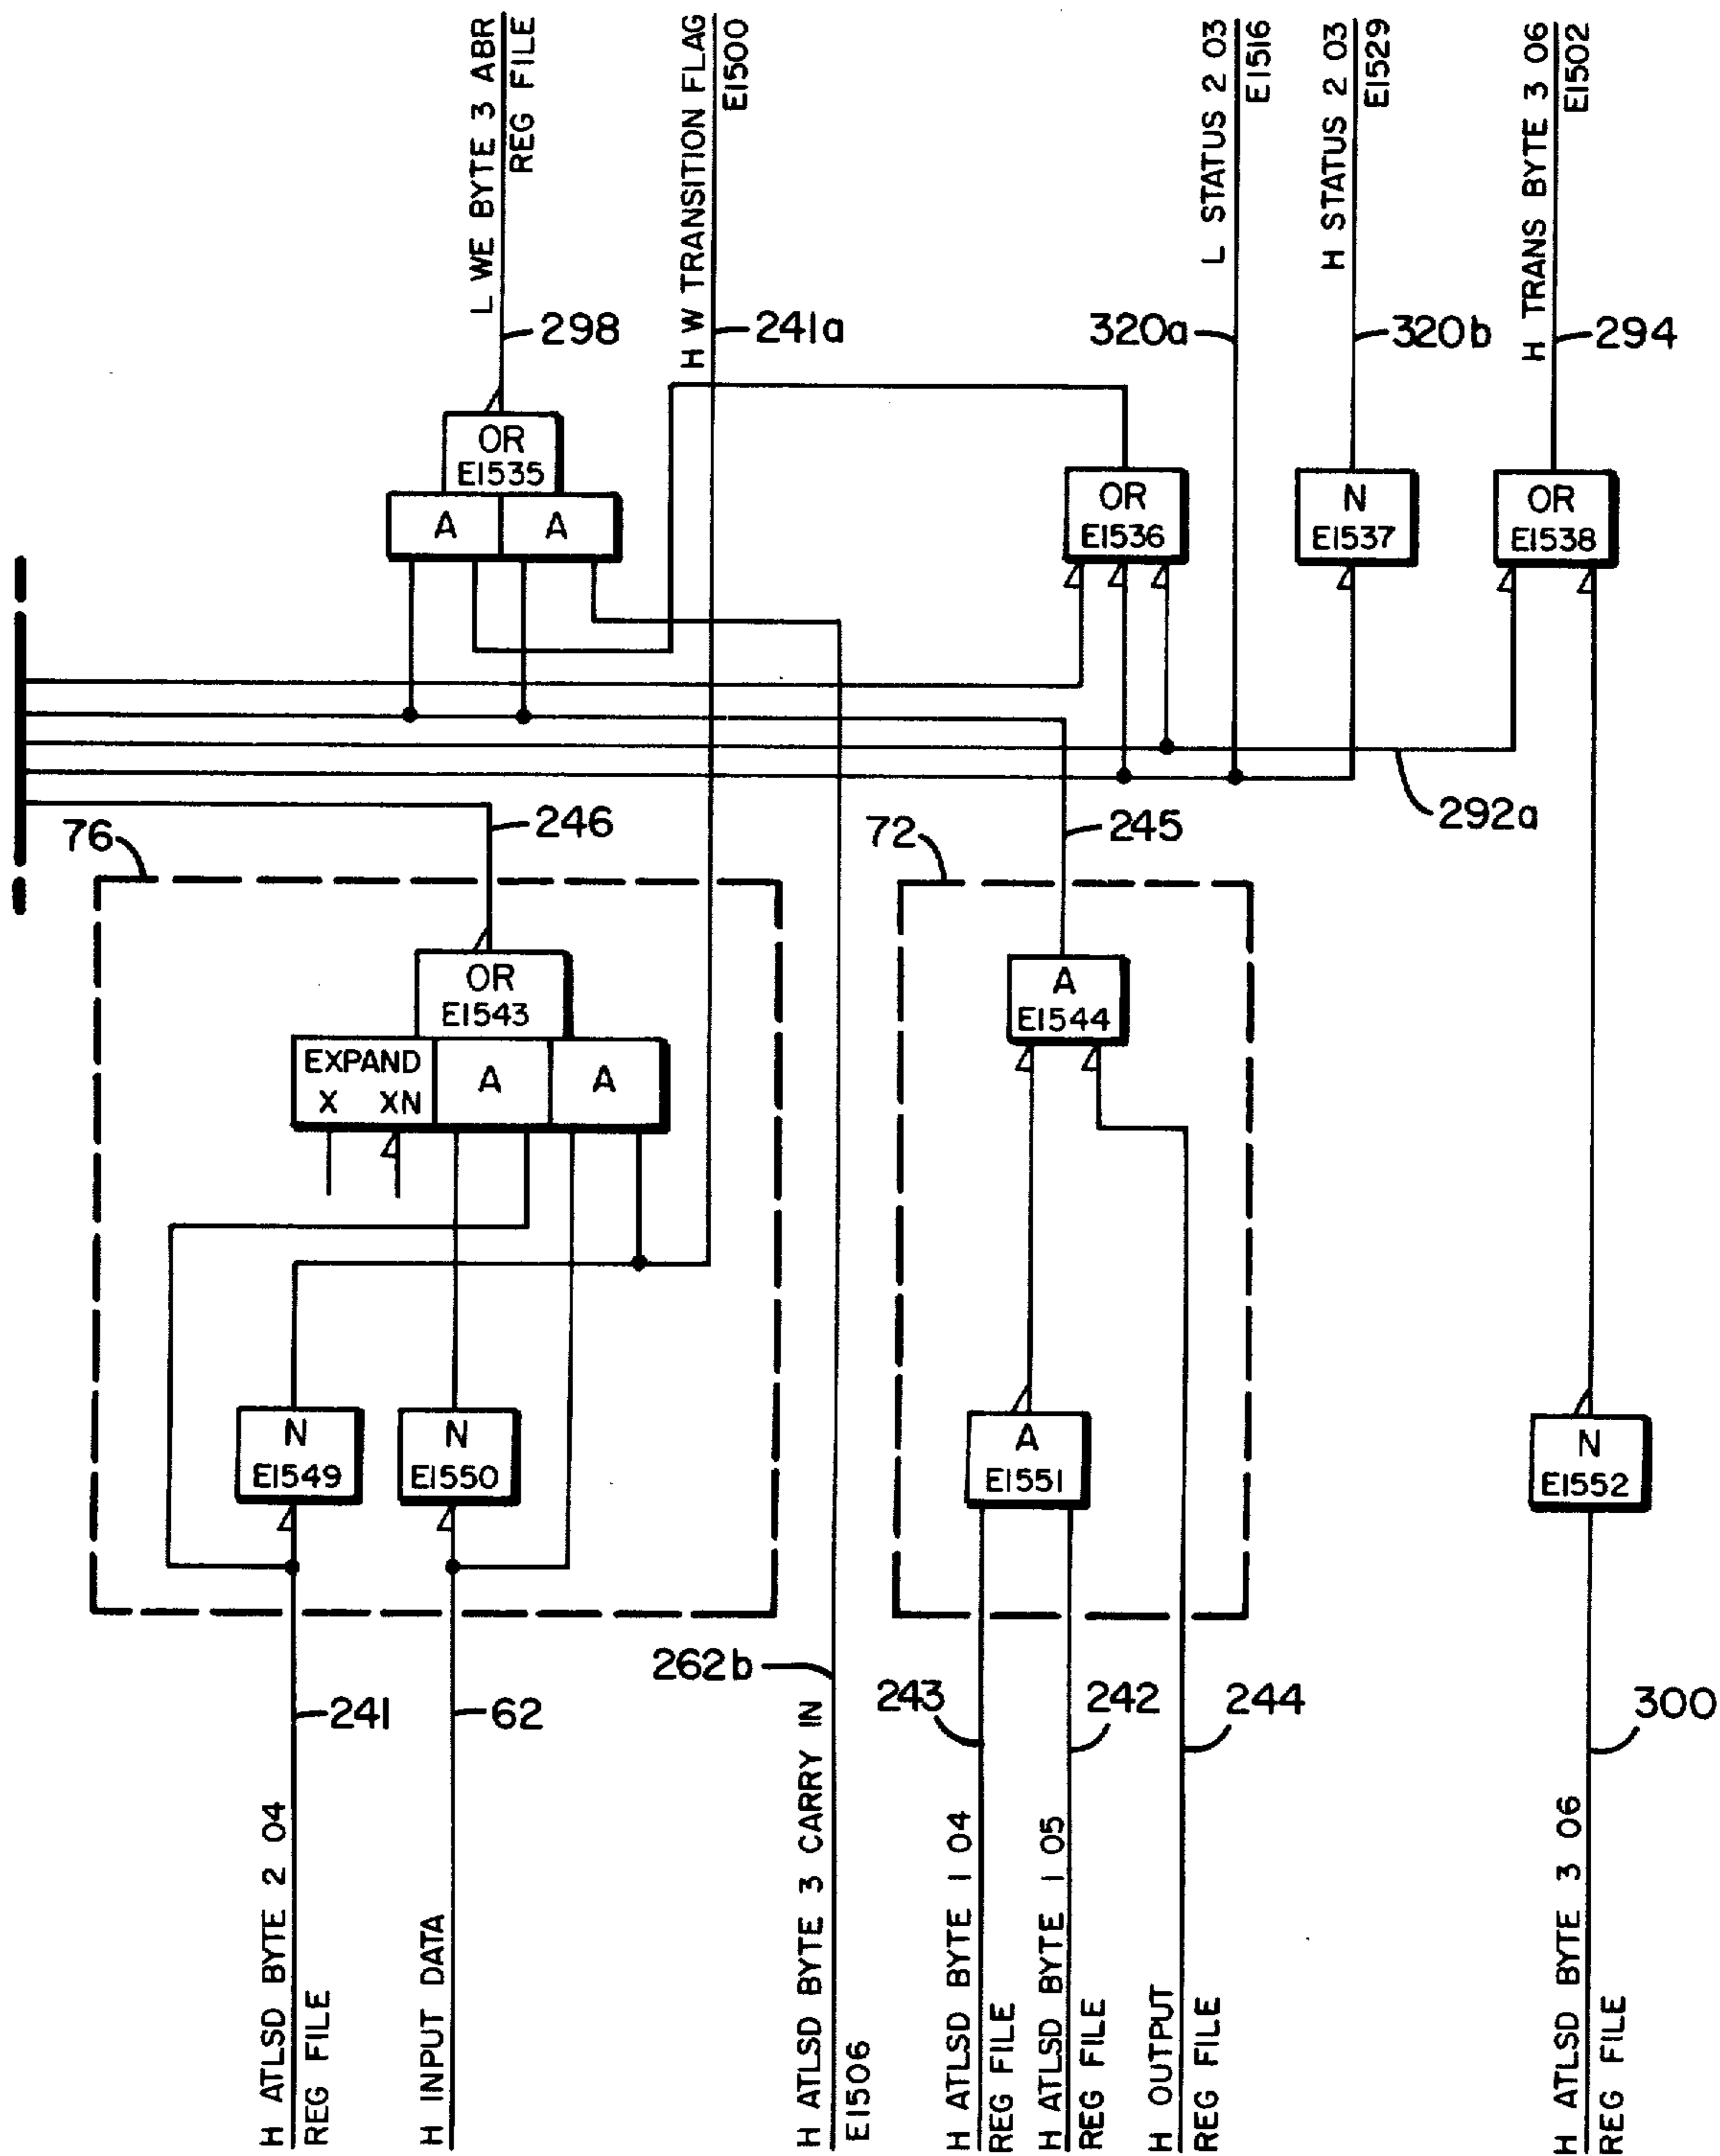 L WE BYTE 3 ABR
REG FILE
H W TRANSITION FLAG
E1500
L STATUS 2 03
E1516
H STATUS 2 03
E1529
H TRANS BYTE 3 06
E1502
298
241a
320a
320b
294
OR
E1535
A
A
OR
E1536
N
E1537
OR
E1538
292a
76
246
72
245
OR
E1543
EXPAND
X XN
A
A
A
E1544
N
E1549
N
E1550
A
E1551
N
E1552
241
62
262b
243
242
244
300
H ATLSD BYTE 2 04
REG FILE
H INPUT DATA
H ATLSD BYTE 3 CARRY IN
E1506
H ATLSD BYTE 1 04
REG FILE
H ATLSD BYTE 1 05
REG FILE
H OUTPUT
REG FILE
H ATLSD BYTE 3 06
REG FILE